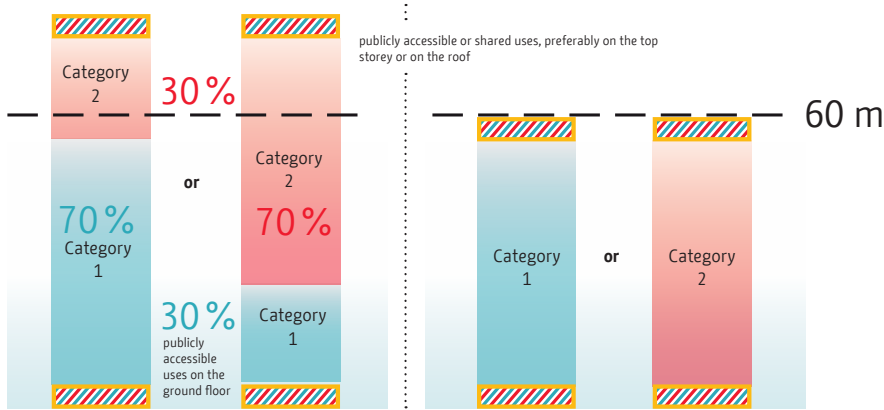 publicly accessible or shared uses, preferably on the top
storey or on the roof
Category
2
30 %
60 m
Category
2
or
70 %
Category
1
70 %
30 %
publicly
accessible
uses on the
ground floor
Category
1
Category
1
or
Category
2